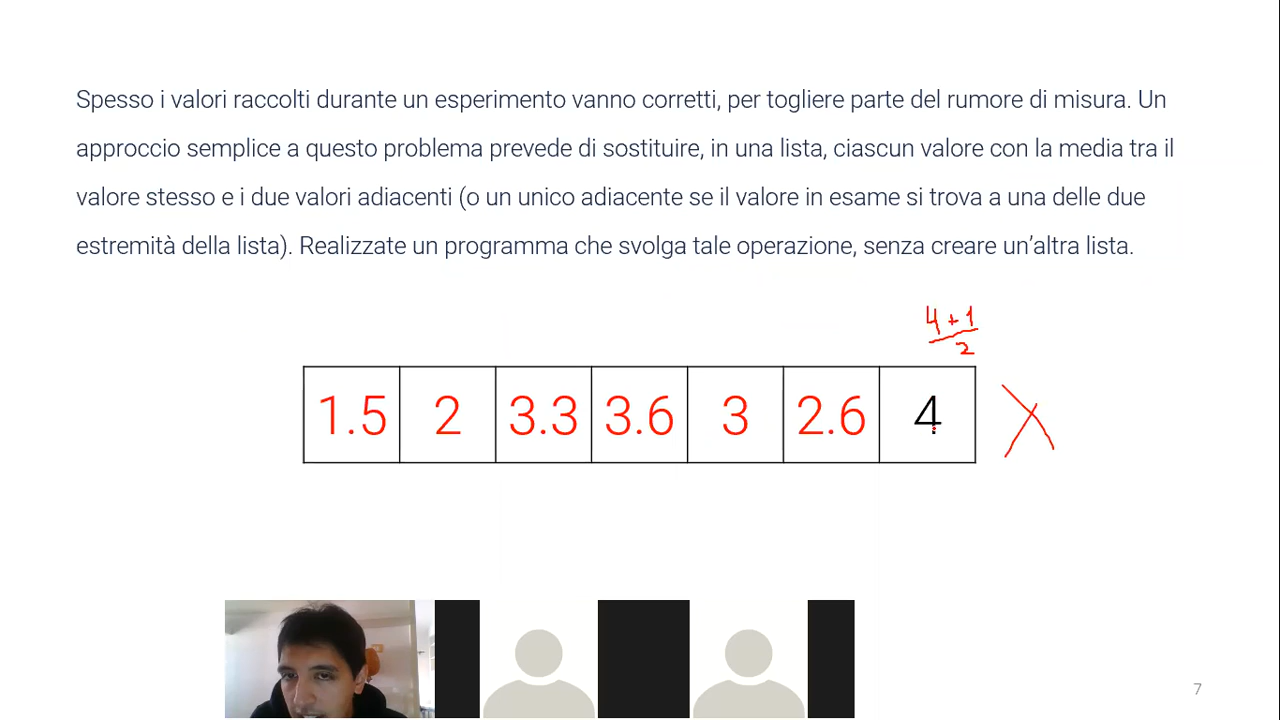 Spesso i valori raccolti durante un esperimento vanno corretti, per togliere parte del rumore di misura. Un
approccio semplice a questo problema prevede di sostituire, in una lista, ciascun valore con la media tra il
valore stesso e i due valori adiacenti (o un unico adiacente se il valore in esame si trova a una delle due
estremità della lista). Realizzate un programma che svolga tale operazione, senza creare un'altra lista.
4 + 1
2
1.5 2 3.3 3.6 3 2.6 4
7